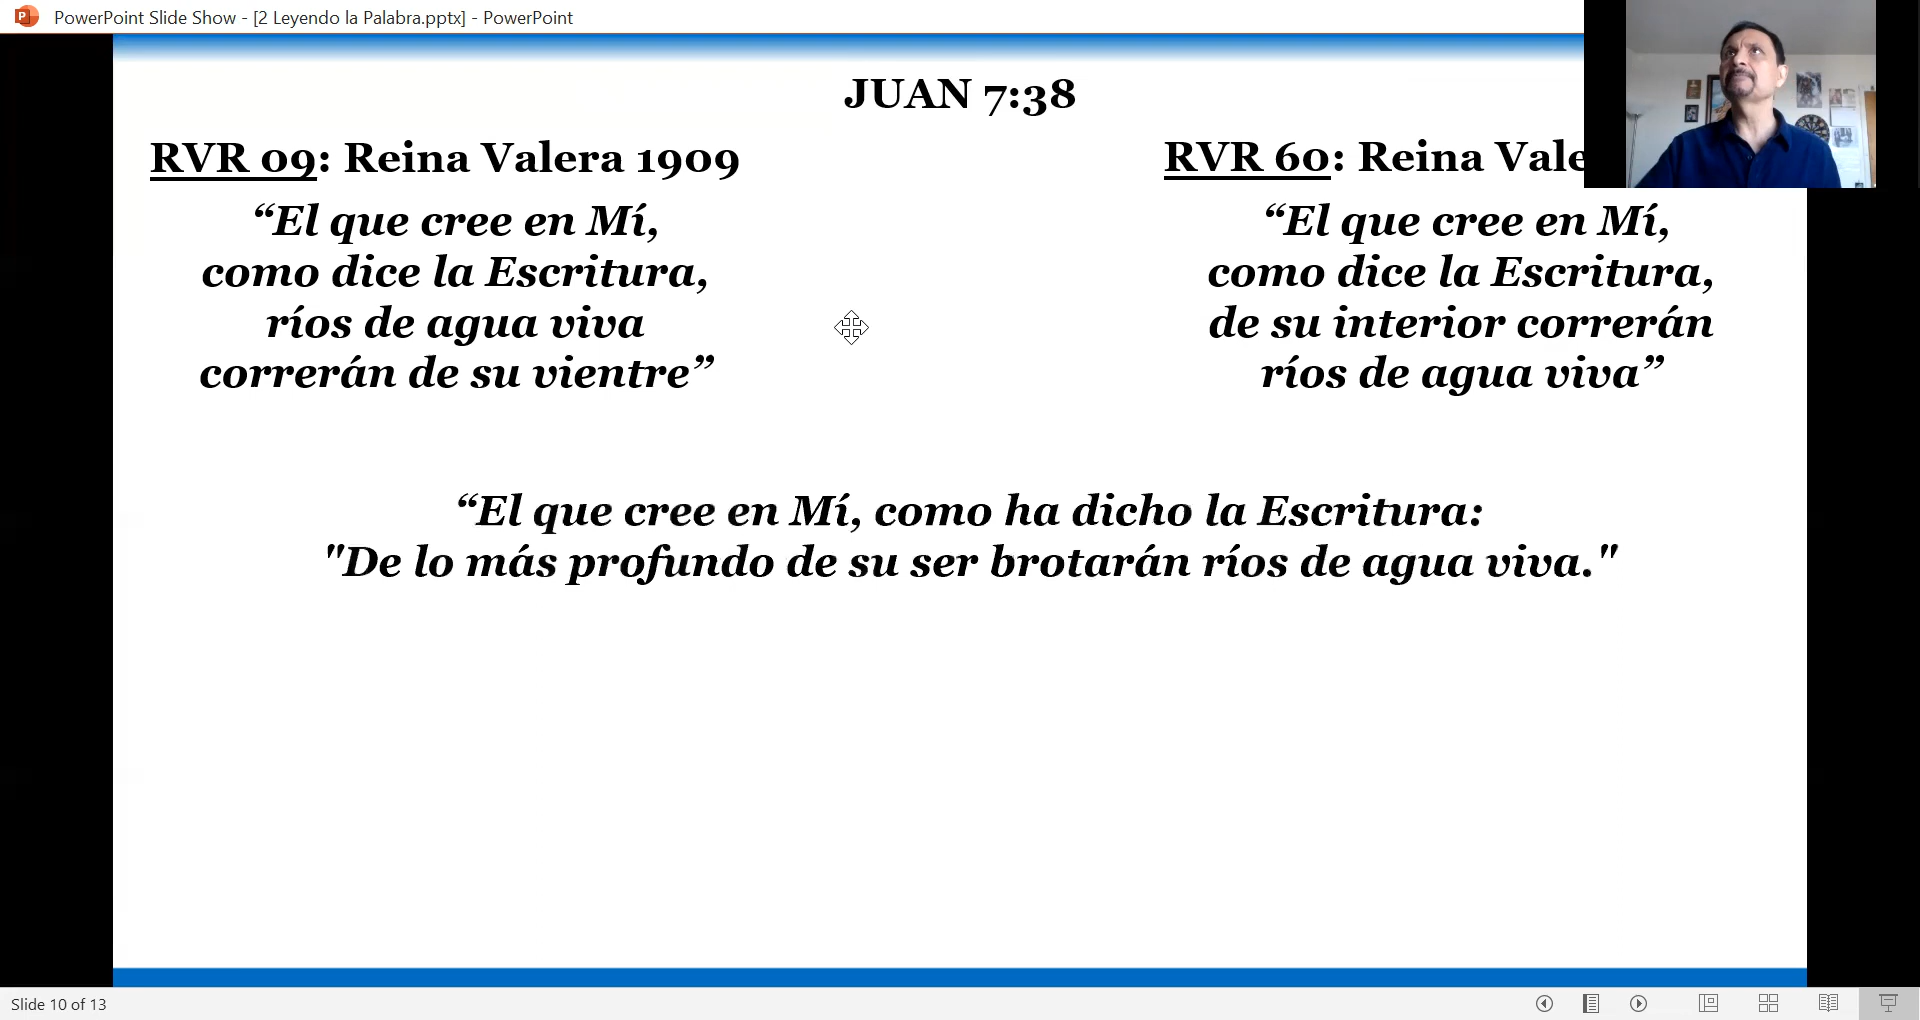 PowerPoint Slide Show - [2 Leyendo la Palabra.pptx] - PowerPoint
JUAN 7:38
RVR 09: Reina Valera 1909
“El que cree en Mí,
como dice la Escritura,
ríos de agua viva
correrán de su vientre”
RVR 60: Reina Vale
“El que cree en Mí,
como dice la Escritura,
de su interior correrán
ríos de agua viva”
“El que cree en Mí, como ha dicho la Escritura:
"De lo más profundo de su ser brotarán ríos de agua viva."
Slide 10 of 13